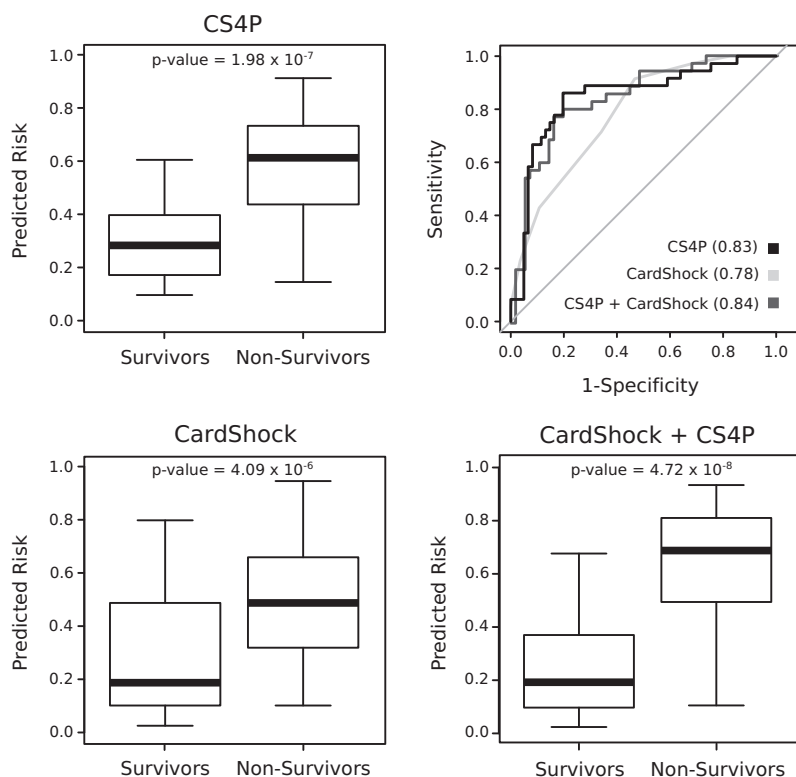 CS4P
p-value = 1.98 x 10⁻⁷
Predicted Risk
1.0
0.8
0.6
0.4
0.2
0.0
Survivors
Non-Survivors
Sensitivity
1.0
0.8
0.6
0.4
0.2
0.0
CS4P (0.83)
CardShock (0.78)
CS4P + CardShock (0.84)
0.0 0.2 0.4 0.6 0.8 1.0
1-Specificity
CardShock
p-value = 4.09 x 10⁻⁶
Predicted Risk
1.0
0.8
0.6
0.4
0.2
0.0
Survivors
Non-Survivors
CardShock + CS4P
p-value = 4.72 x 10⁻⁸
Predicted Risk
1.0
0.8
0.6
0.4
0.2
0.0
Survivors
Non-Survivors